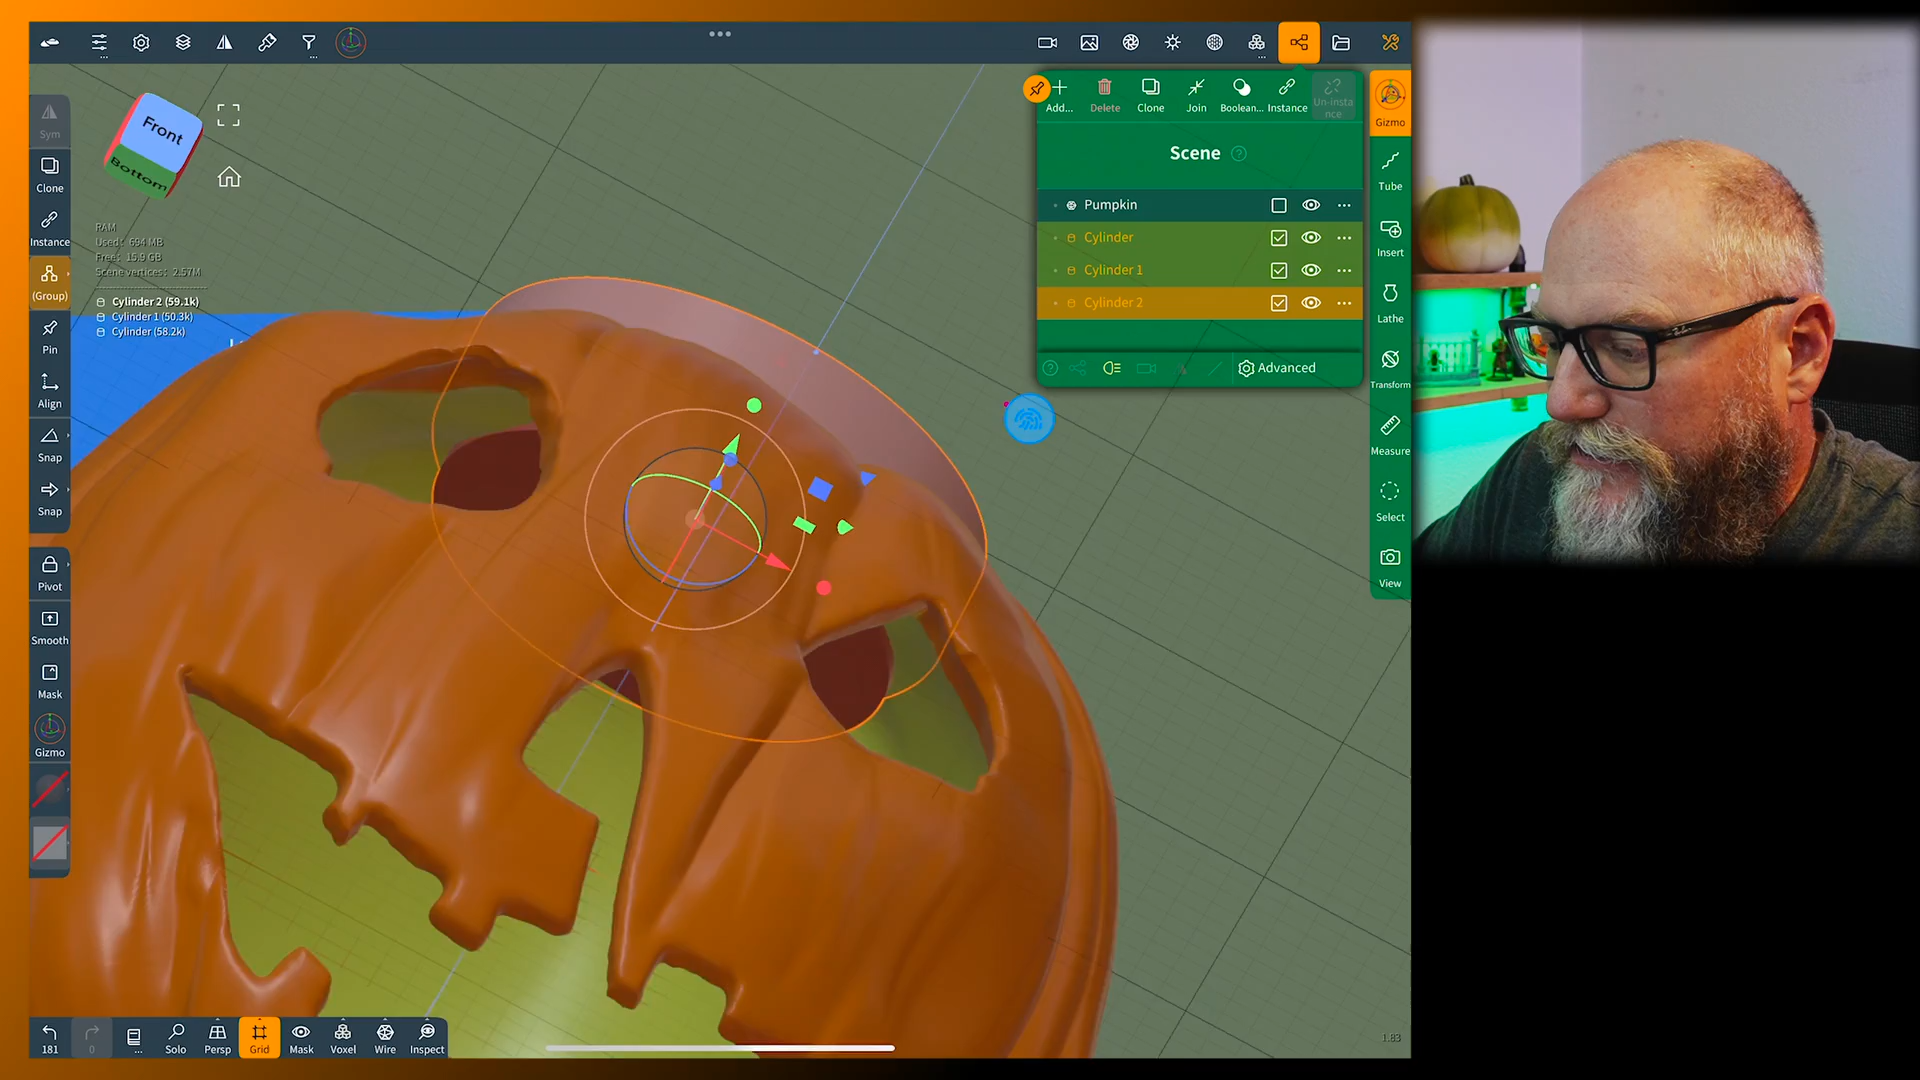 Front
Bottom
RAM
Used: 694 MB
Free: 15.9 GB
Scene vertices: 2.57M
Cylinder 2 (59.1k)
Cylinder 1 (50.3k)
Cylinder (58.2k)
Sym
Clone
Instance
(Group)
Pin
Align
Snap
Snap
Pivot
Smooth
Mask
Gizmo
Add...
Delete
Clone
Join
Boolean...
Instance
Un-insta
nce
Scene
Pumpkin
Cylinder
Cylinder 1
Cylinder 2
Advanced
Gizmo
Tube
Insert
Lathe
Transform
Measure
Select
View
181
0
...
Solo
Persp
Grid
Mask
Voxel
Wire
Inspect
1.83